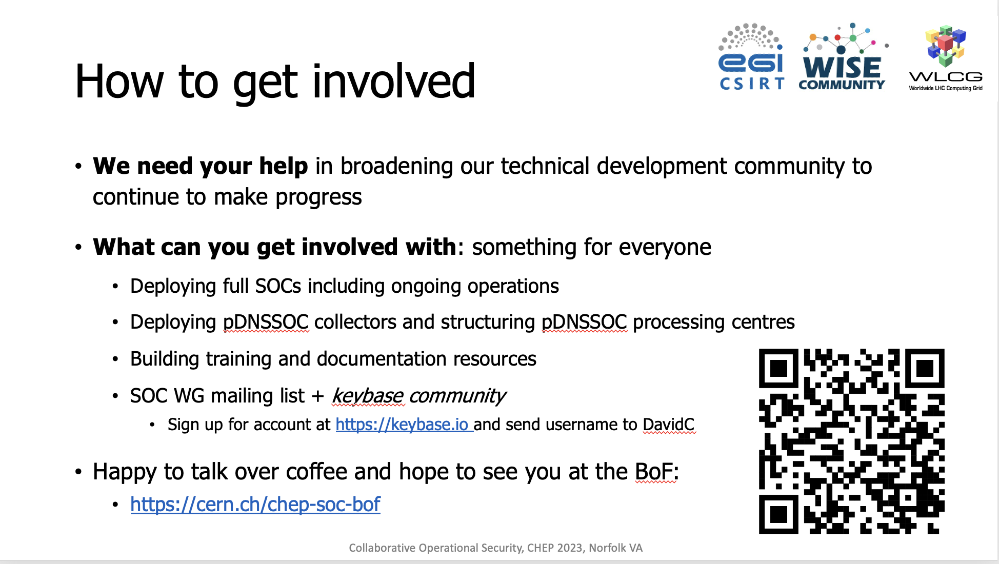 egi
CSIRT
WISE
COMMUNITY
WLCG
Worldwide LHC Computing Grid
How to get involved
• We need your help in broadening our technical development community to
continue to make progress
• What can you get involved with: something for everyone
• Deploying full SOCs including ongoing operations
• Deploying pDNSSOC collectors and structuring pDNSSOC processing centres
• Building training and documentation resources
• SOC WG mailing list + keybase community
• Sign up for account at https://keybase.io and send username to DavidC
• Happy to talk over coffee and hope to see you at the BoF:
• https://cern.ch/chep-soc-bof
Collaborative Operational Security, CHEP 2023, Norfolk VA